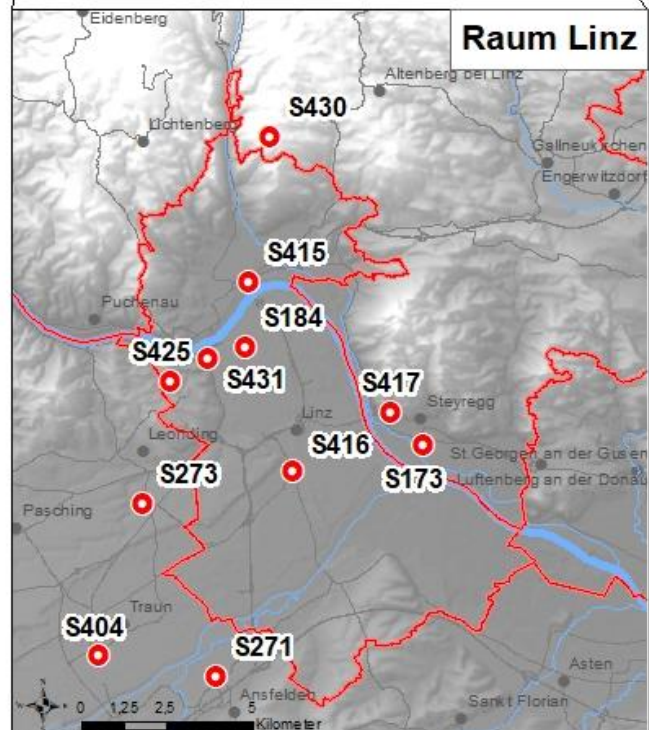 Eidenberg
Raum Linz
Altenberg bei Linz
S430
Lichtenberg
Gallneukirchen
Engerwitzdorf
S415
Puchenau
S184
S425
S431
S417
Steyregg
Linz
Leonding
S416
St.Georgen an der Gusen
S273
S173
Luftenberg an der Donau
Pasching
Traun
S404
S271
Asten
Ansfelden
Sankt Florian
0 1,25 2,5 5
Kilometer